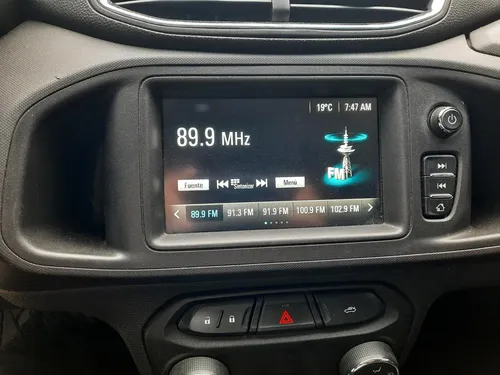 19°C 7:47 AM
89.9 MHz
FM
Fuente Sintonizar Menú
89.9 FM 91.3 FM 91.9 FM 100.9 FM 102.9 FM